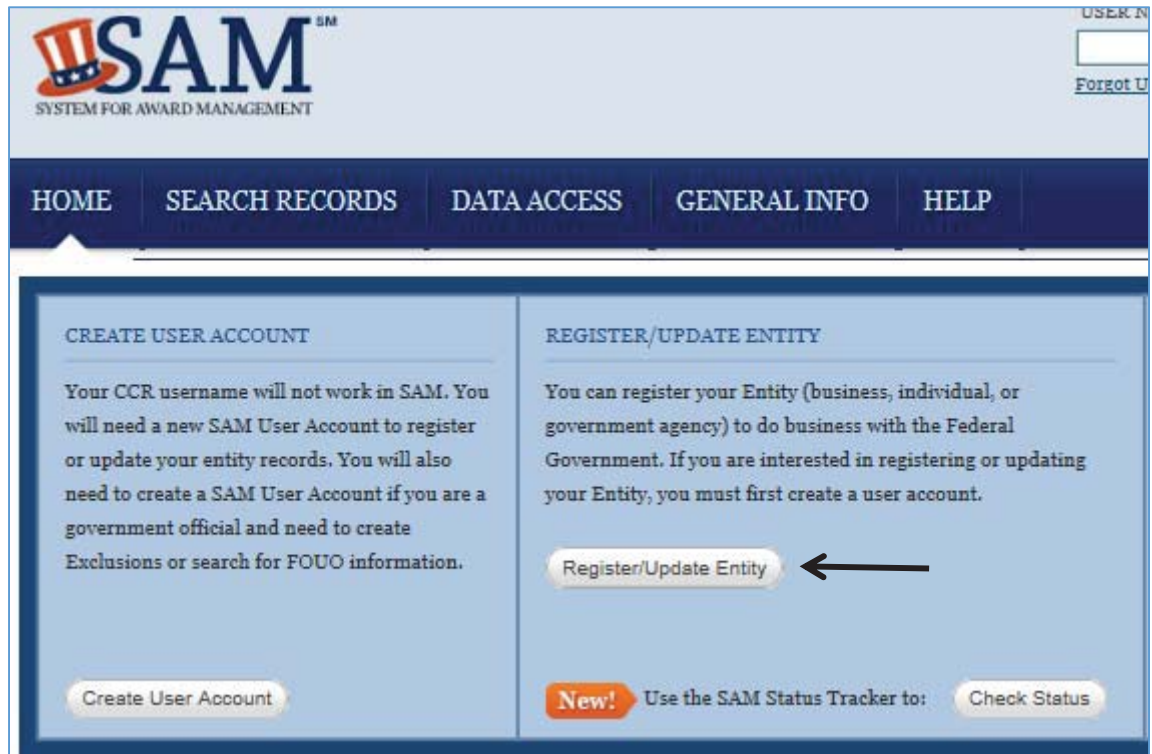 SAM SM
SYSTEM FOR AWARD MANAGEMENT
USER N
Forgot U
HOME SEARCH RECORDS DATA ACCESS GENERAL INFO HELP
CREATE USER ACCOUNT
Your CCR username will not work in SAM. You
will need a new SAM User Account to register
or update your entity records. You will also
need to create a SAM User Account if you are a
government official and need to create
Exclusions or search for FOUO information.
Create User Account
REGISTER/UPDATE ENTITY
You can register your Entity (business, individual, or
government agency) to do business with the Federal
Government. If you are interested in registering or updating
your Entity, you must first create a user account.
Register/Update Entity
New! Use the SAM Status Tracker to: Check Status